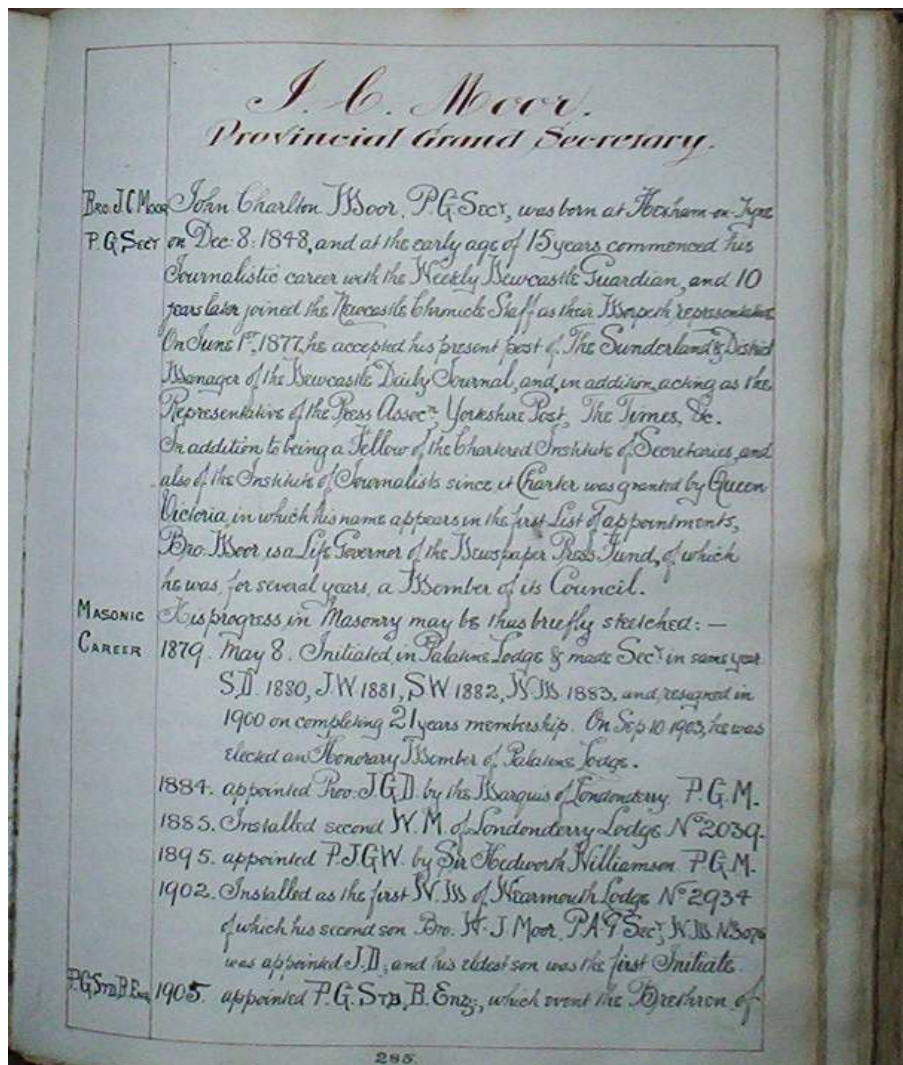 J. C. Moor.
Provincial Grand Secretary.
Bro. J. C Moor John Charlton Moor, P. G. Secy, was born at Hexham-on-Tyne
P. G. Secy on Dec: 8: 1848, and at the early age of 15 years commenced his
Journalistic career with the Weekly Newcastle Guardian, and 10
years later joined the Newcastle Chronicle Staff as their Morpeth representative
On June 1st, 1877, he accepted his present post of The Sunderland & District
Manager of the Newcastle Daily Journal, and, in addition, acting as the
Representative of the Press Assocn, Yorkshire Post, The Times, &c.
In addition to being a Fellow of the Chartered Institute of Secretaries, and
also of the Institute of Journalists since it Charter was granted by Queen
Victoria, in which his name appears in the first List of appointments,
Bro: Moor is a Life Governor of the Newspaper Press Fund, of which
he was, for several years, a Member of its Council.
Masonic His progress in Masonry may be thus briefly sketched: —
Career 1879. May 8. Initiated in Palatine Lodge & made Secy in same year
S.D. 1880, J.W 1881, S W 1882, W. M 1883. and, resigned in
1900 on completing 21 years membership. On Sep 10 1903, he was
elected an Honorary Member of Palatine Lodge.
1884. appointed Prov: J.G.D. by the Marquis of Londonderry. P.G.M.
1885. Installed second W. M. of Londonderry Lodge No 2039.
1895. appointed P.J.G.W. by Sir Hedworth Williamson P.G.M.
1902. Installed as the first W. M of Wearmouth Lodge No 2934
of which his second son Bro. H. J. Moor, P.A.G Secy, W. M. No 3076
was appointed J.D, and his eldest son was the first Initiate.
P.G. Std. B. Eng 1905. appointed P. G. Std. B. Eng:, which event the Brethren of
285.